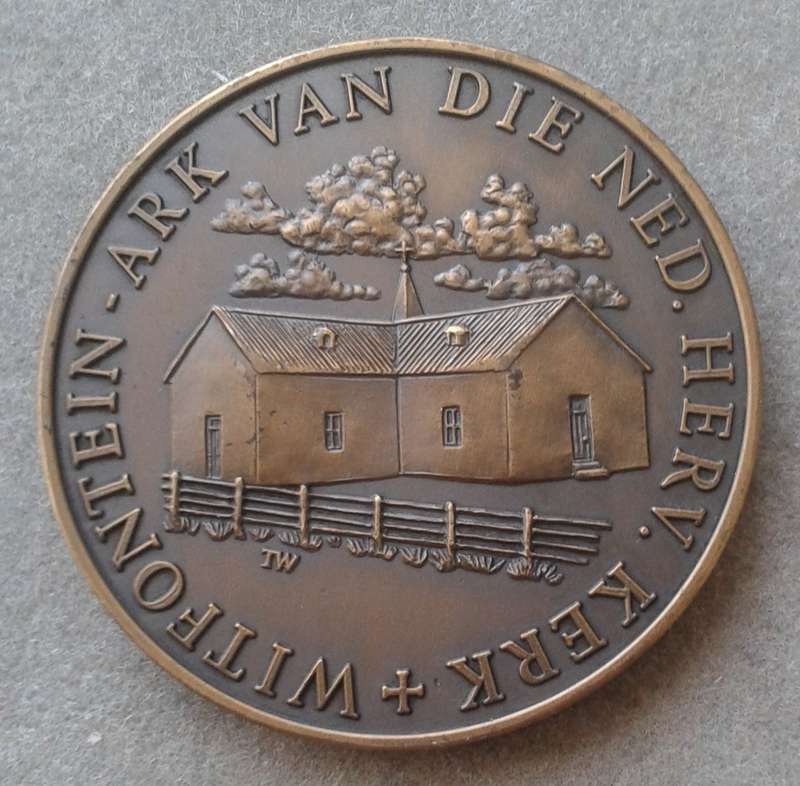 WITFONTEIN - ARK VAN DIE NED. HERV. KERK
TW